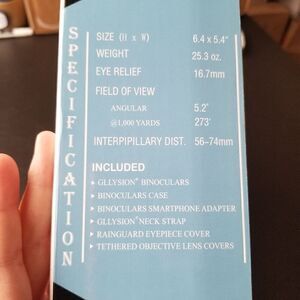 SPECIFICATION
SIZE (H x W) 6.4 x 5.4"
WEIGHT 25.3 oz.
EYE RELIEF 16.7mm
FIELD OF VIEW
ANGULAR 5.2°
@1,000 YARDS 273'
INTERPIPILLARY DIST. 56-74mm
INCLUDED
▸ GLLYSION® BINOCULARS
▸ BINOCULARS CASE
▸ BINOCULARS SMARTPHONE ADAPTER
▸ GLLYSION® NECK STRAP
▸ RAINGUARD EYEPIECE COVER
▸ TETHERED OBJECTIVE LENS COVERS